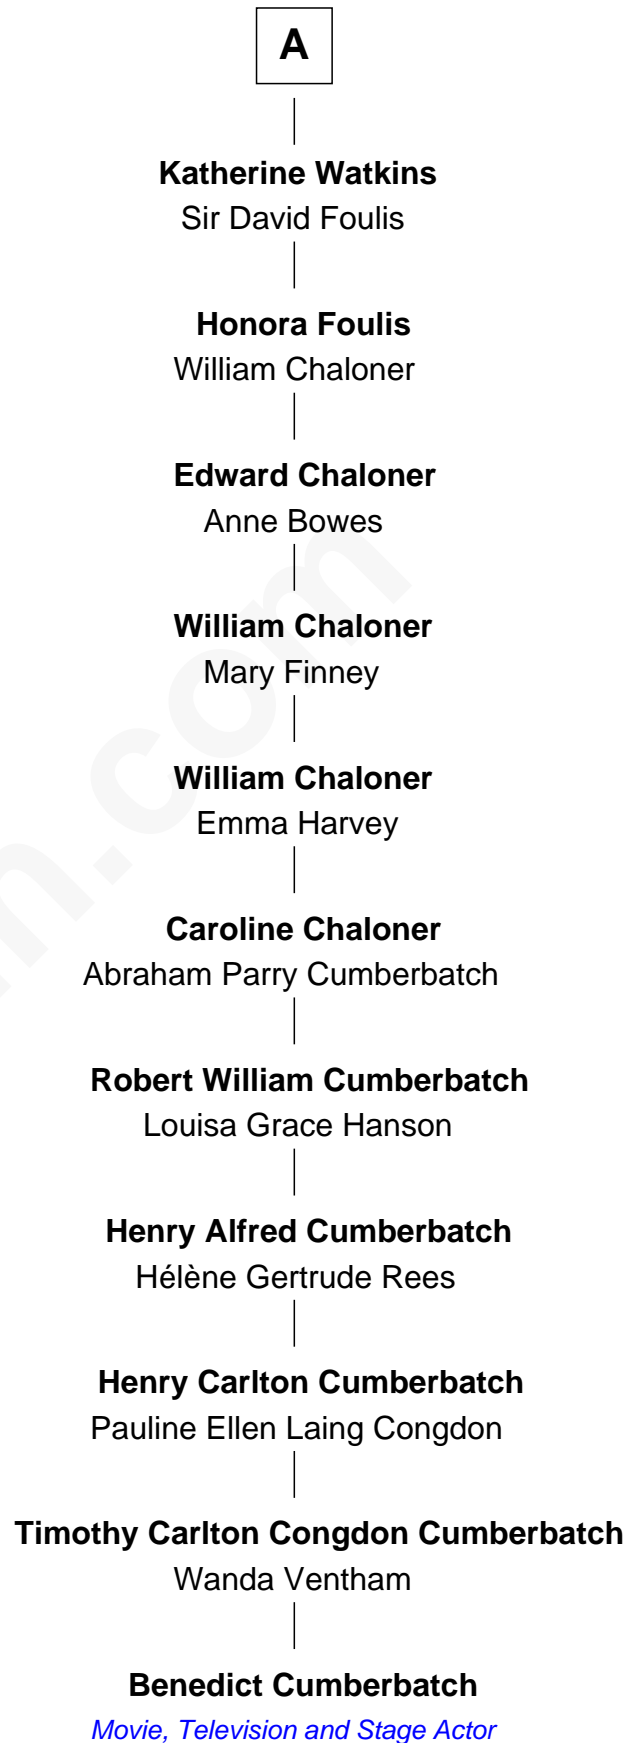 A
Katherine Watkins
Sir David Foulis
Honora Foulis
William Chaloner
Edward Chaloner
Anne Bowes
William Chaloner
Mary Finney
William Chaloner
Emma Harvey
Caroline Chaloner
Abraham Parry Cumberbatch
Robert William Cumberbatch
Louisa Grace Hanson
Henry Alfred Cumberbatch
Hélène Gertrude Rees
Henry Carlton Cumberbatch
Pauline Ellen Laing Congdon
Timothy Carlton Congdon Cumberbatch
Wanda Ventham
Benedict Cumberbatch
Movie, Television and Stage Actor